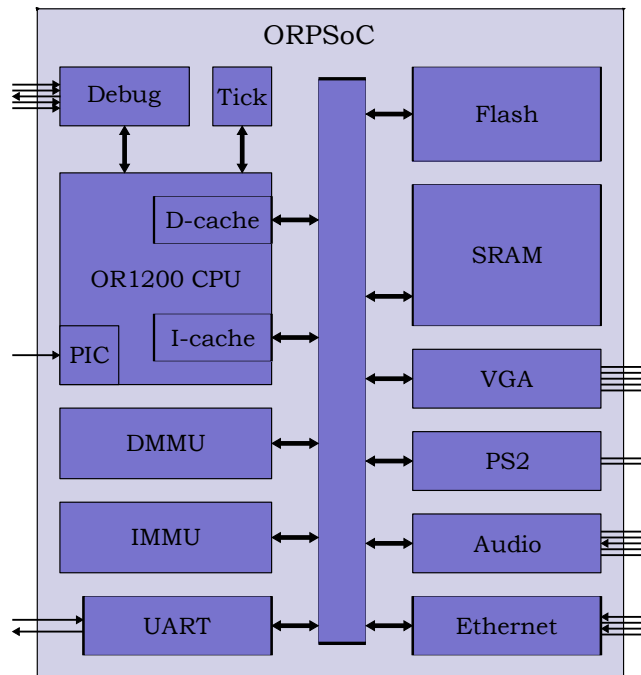 ORPSoC
Debug
Tick
Flash
D-cache
SRAM
OR1200 CPU
I-cache
PIC
VGA
DMMU
PS2
IMMU
Audio
UART
Ethernet